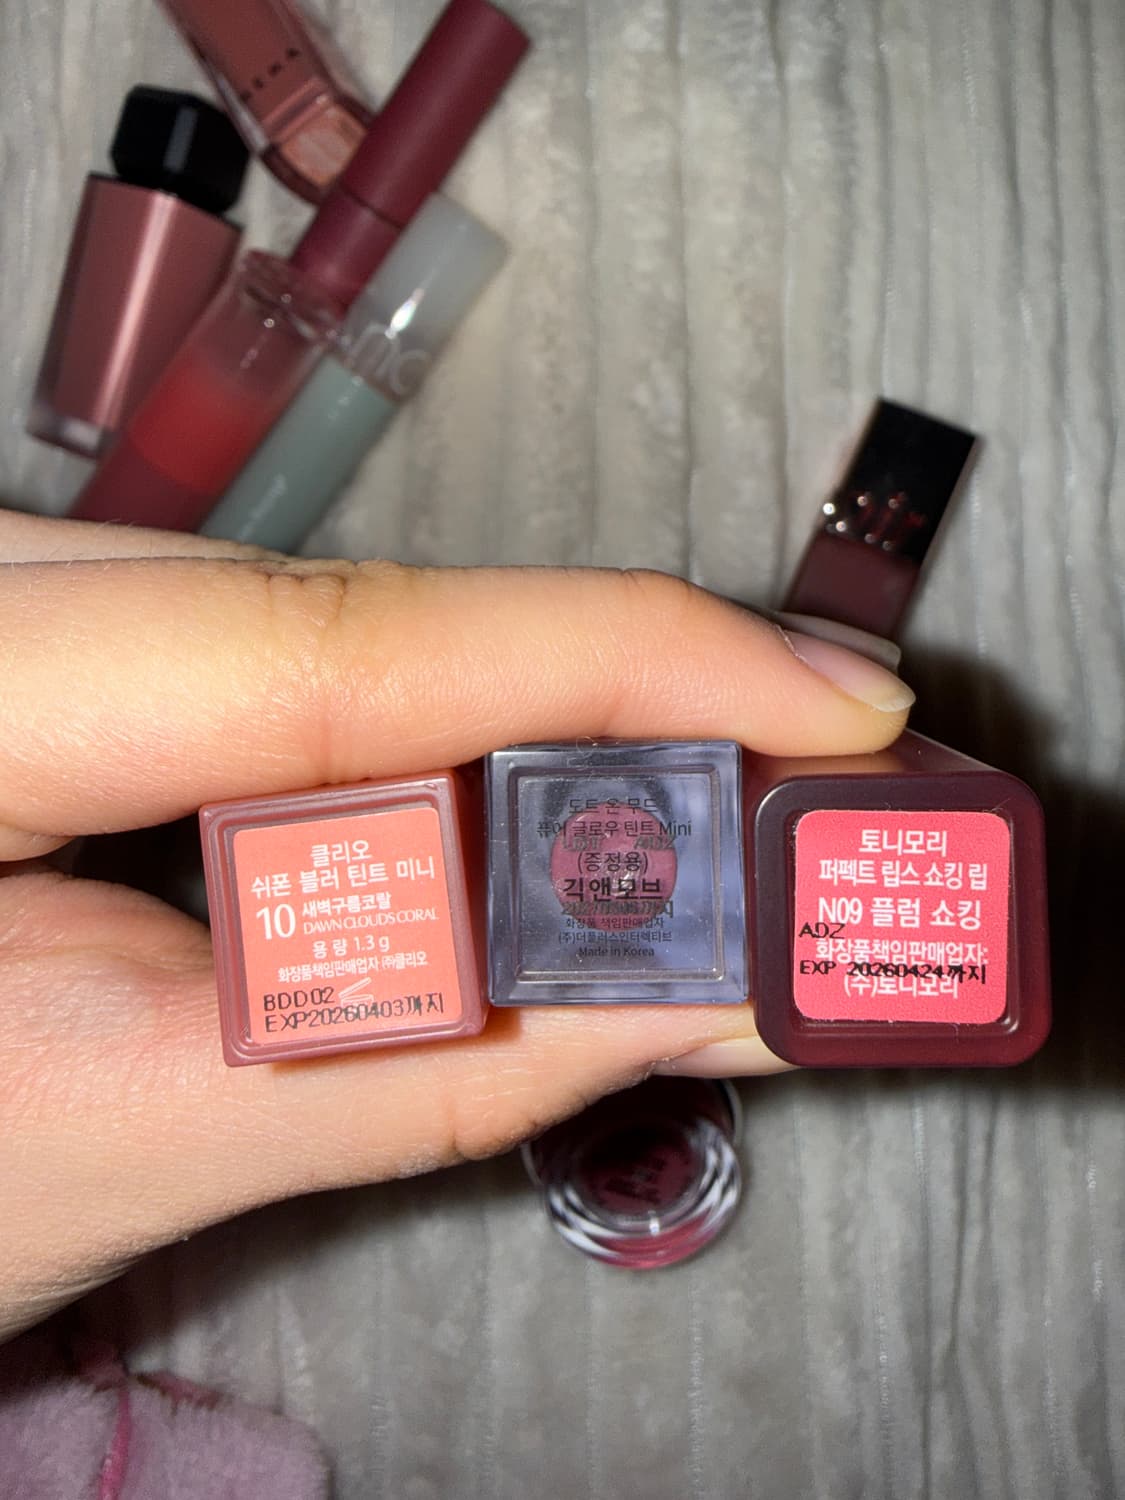 클리오
쉬폰 블러 틴트 미니
10 새벽구름코랄
DAWN CLOUDS CORAL
용 량 1.3 g
화장품책임판매업자 ㈜클리오
BDD02
EXP20260403까지
도트 온 무드
퓨어 글로우 틴트 Mini
(증정용)
긱앤모브
화장품 책임판매업자
(주)더플러스인터렉티브
Made in Korea
토니모리
퍼펙트 립스 쇼킹 립
N09 플럼 쇼킹
ADZ
화장품책임판매업자:
EXP 20260424까지
(주)토니모리